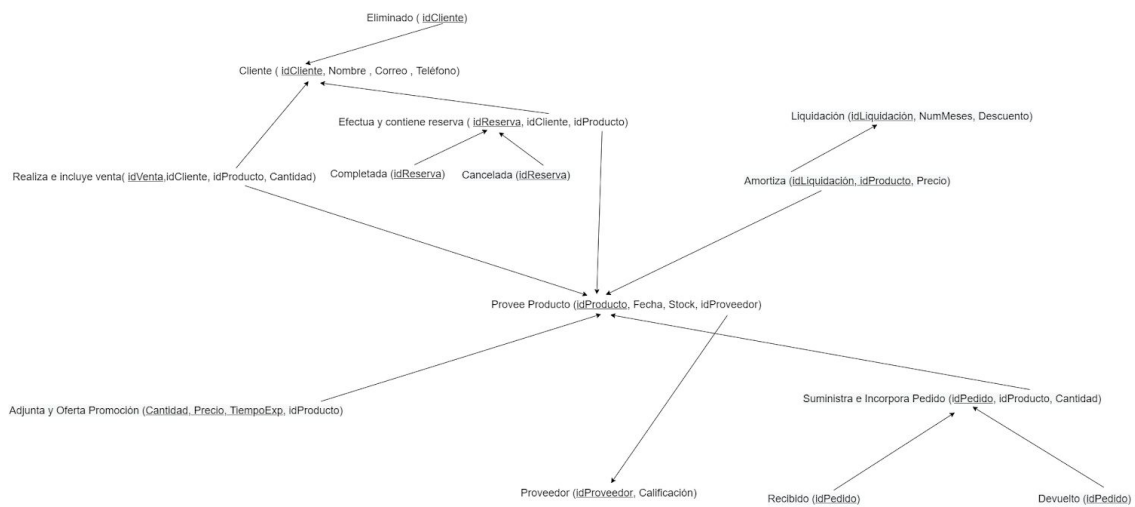 Eliminado ( idCliente)
Cliente ( idCliente, Nombre , Correo , Teléfono)
Efectua y contiene reserva ( idReserva, idCliente, idProducto)
Liquidación (idLiquidación, NumMeses, Descuento)
Realiza e incluye venta( idVenta,idCliente, idProducto, Cantidad)
Completada (idReserva)
Cancelada (idReserva)
Amortiza (idLiquidación, idProducto, Precio)
Provee Producto (idProducto, Fecha, Stock, idProveedor)
Adjunta y Oferta Promoción (Cantidad, Precio, TiempoExp, idProducto)
Suministra e Incorpora Pedido (idPedido, idProducto, Cantidad)
Proveedor (idProveedor, Calificación)
Recibido (idPedido)
Devuelto (idPedido)